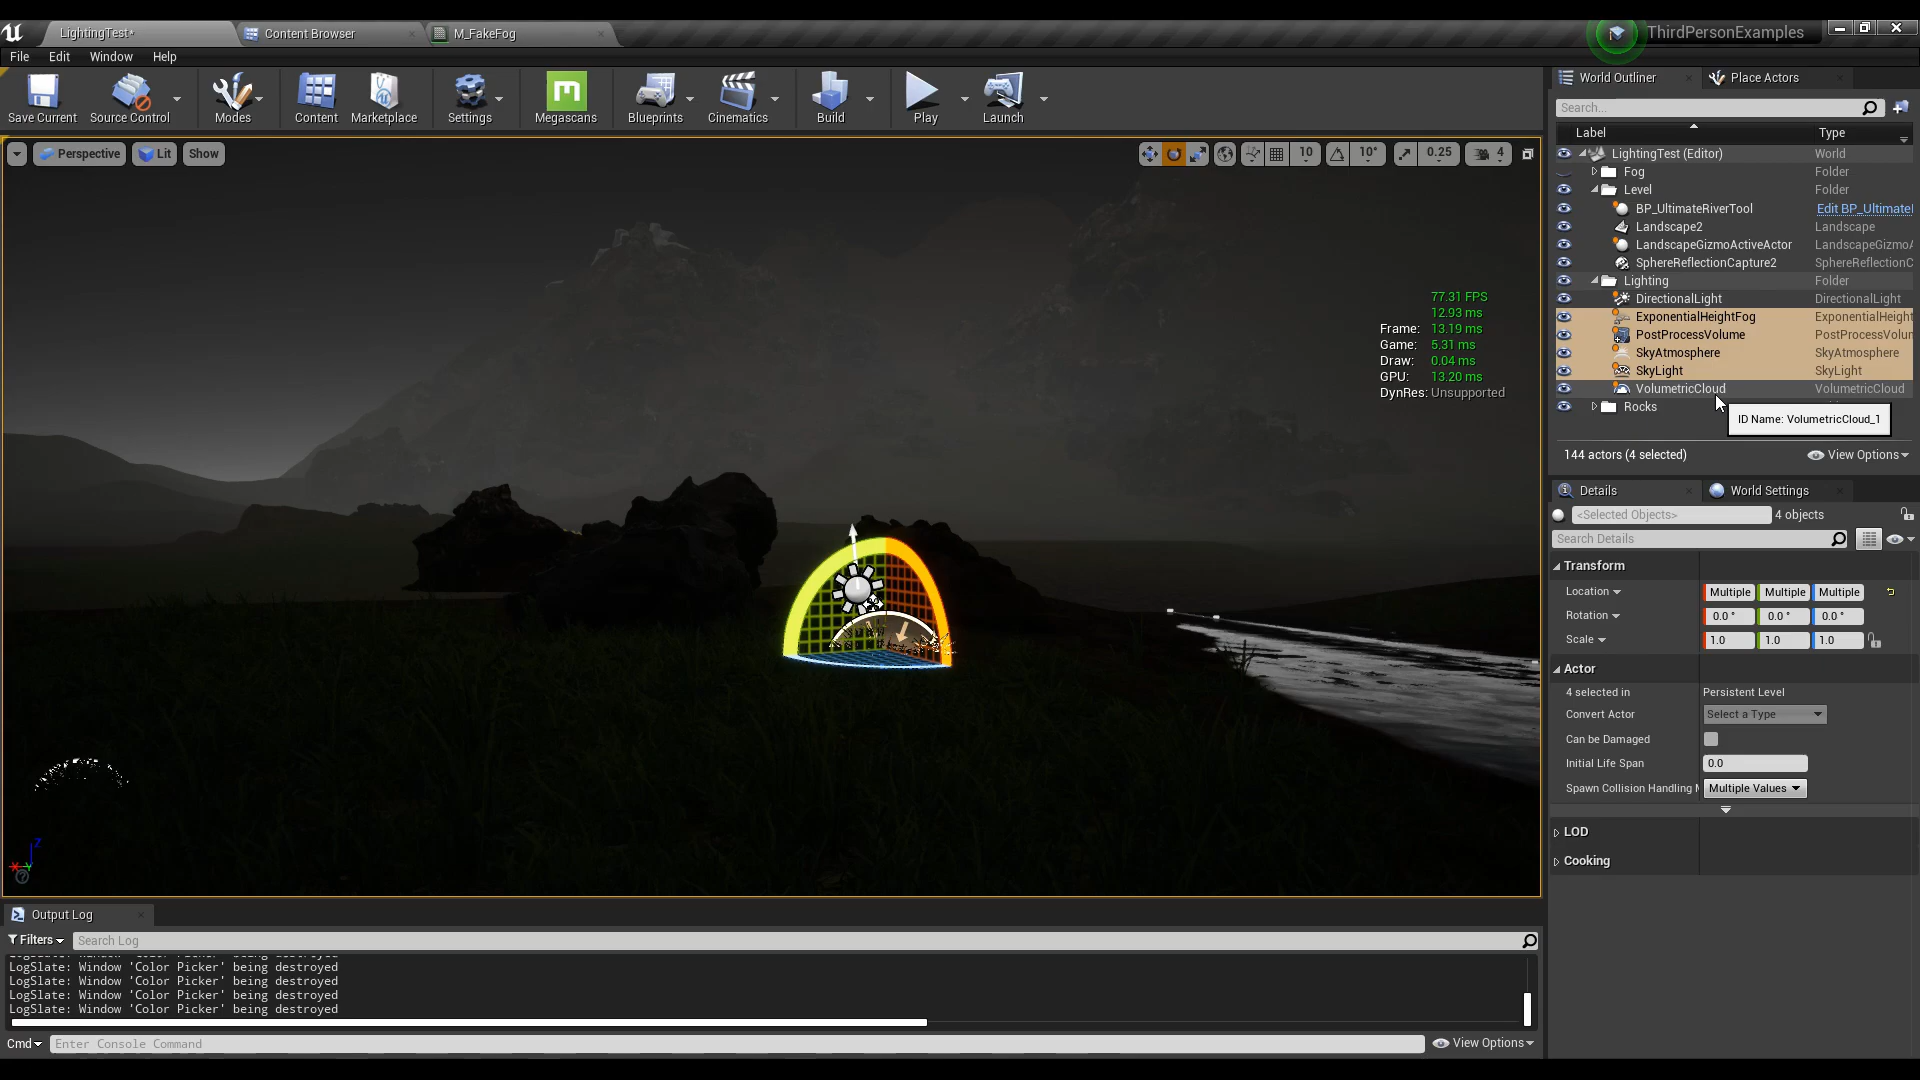 LightingTest*
Content Browser
M_FakeFog
ThirdPersonExamples
File Edit Window Help
Save Current
Source Control
Modes
Content
Marketplace
Settings
Megascans
Blueprints
Cinematics
Build
Play
Launch
Perspective
Lit
Show
10
10°
0.25
4
77.31 FPS
12.93 ms
Frame: 13.19 ms
Game: 5.31 ms
Draw: 0.04 ms
GPU: 13.20 ms
DynRes: Unsupported
World Outliner
Place Actors
Search...
Label Type
LightingTest (Editor) World
Fog Folder
Level Folder
BP_UltimateRiverTool Edit BP_Ultimate
Landscape2 Landscape
LandscapeGizmoActiveActor LandscapeGizmoA
SphereReflectionCapture2 SphereReflectionC
Lighting Folder
DirectionalLight DirectionalLight
ExponentialHeightFog ExponentialHeight
PostProcessVolume PostProcessVolum
SkyAtmosphere SkyAtmosphere
SkyLight SkyLight
VolumetricCloud VolumetricCloud
Rocks
ID Name: VolumetricCloud_1
144 actors (4 selected)
View Options
Details
World Settings
<Selected Objects> 4 objects
Search Details
Transform
Location Multiple Multiple Multiple
Rotation 0.0 ° 0.0 ° 0.0 °
Scale 1.0 1.0 1.0
Actor
4 selected in Persistent Level
Convert Actor Select a Type
Can be Damaged
Initial Life Span 0.0
Spawn Collision Handling M Multiple Values
LOD
Cooking
Z
Output Log
Filters
Search Log
LogSlate: Window 'Color Picker' being destroyed
LogSlate: Window 'Color Picker' being destroyed
LogSlate: Window 'Color Picker' being destroyed
LogSlate: Window 'Color Picker' being destroyed
LogSlate: Window 'Color Picker' being destroyed
Cmd
Enter Console Command
View Options